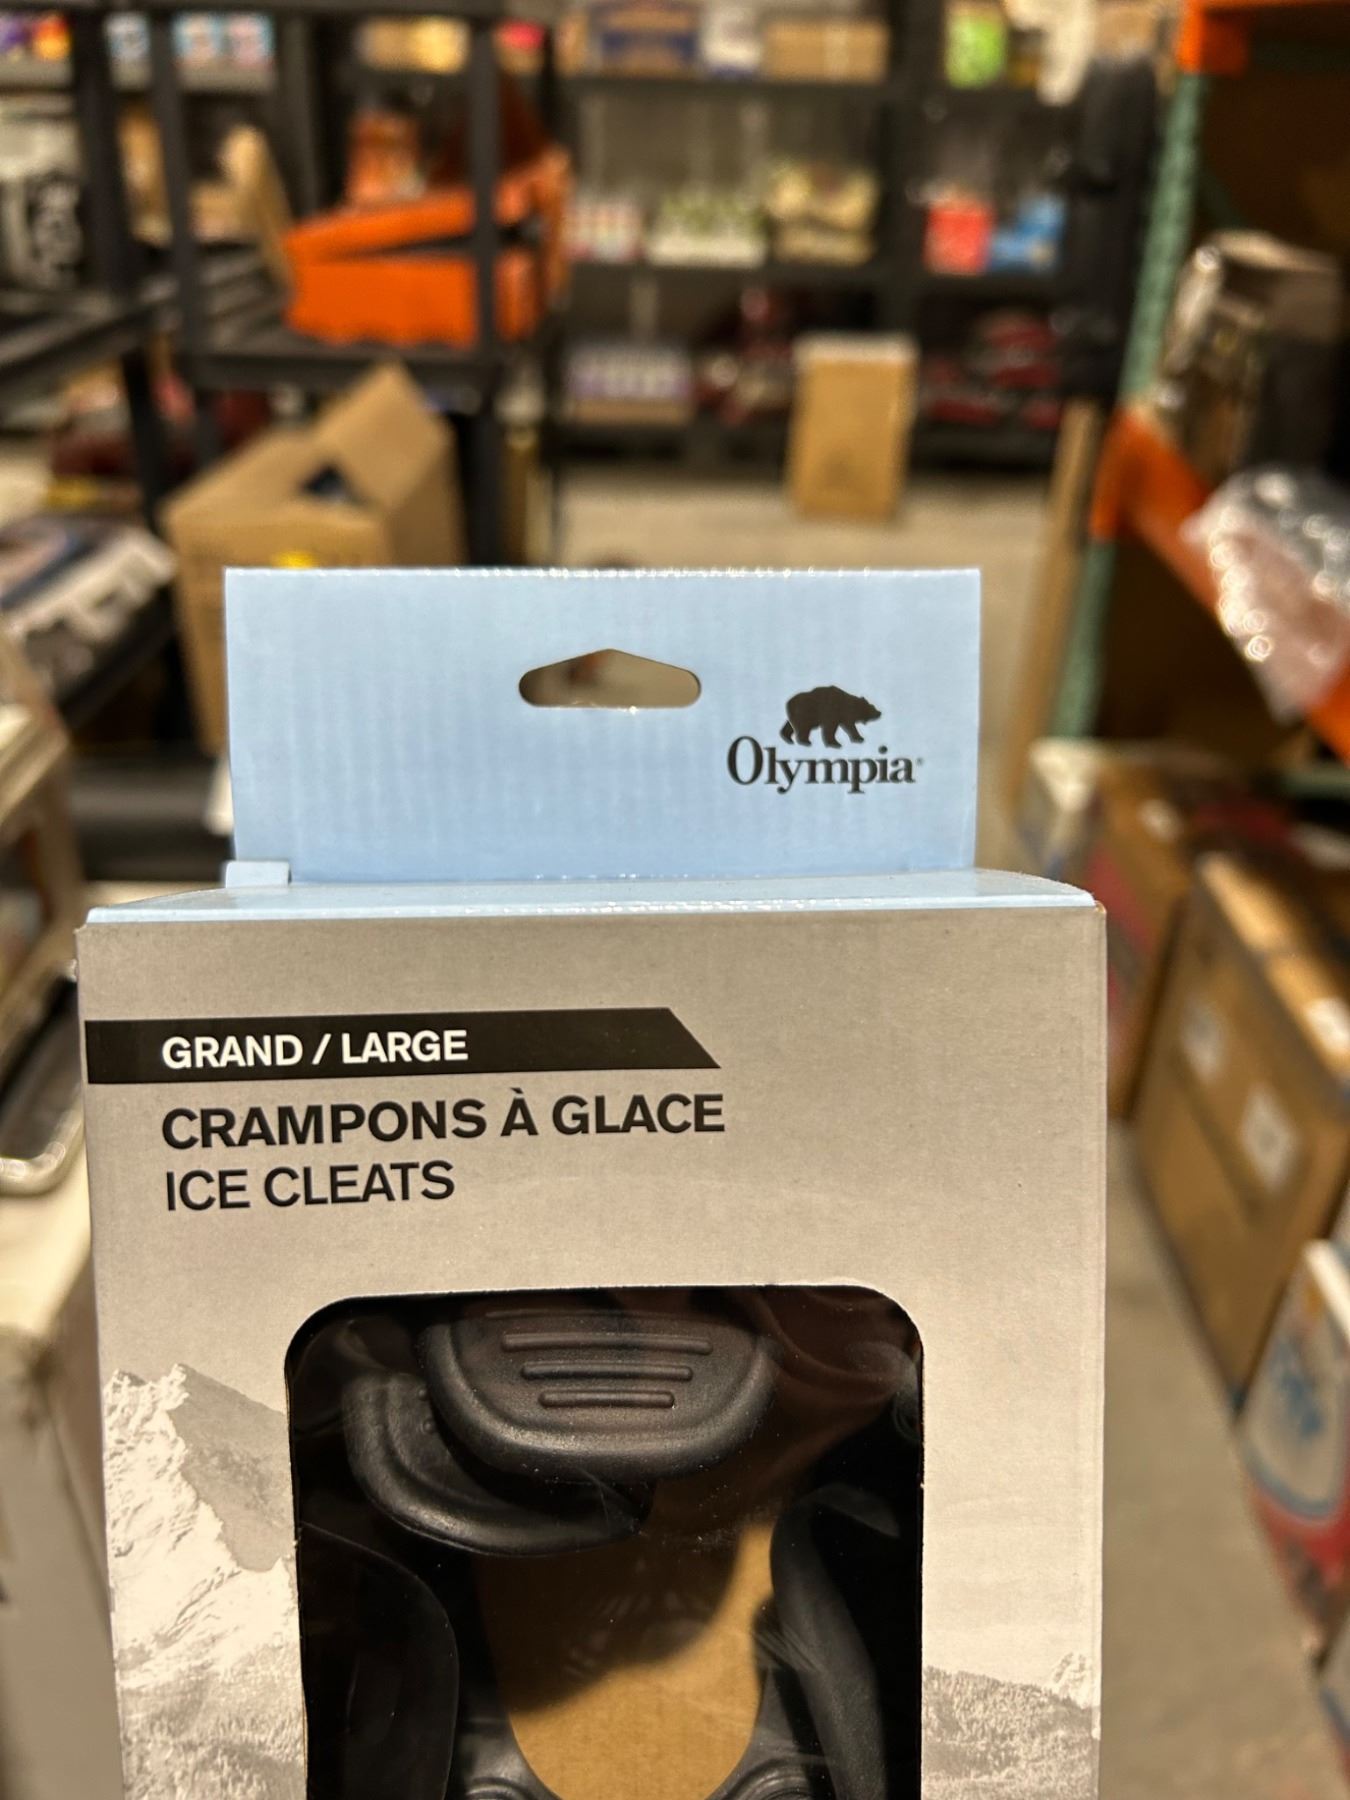 Olympia
GRAND / LARGE
CRAMPONS À GLACE
ICE CLEATS